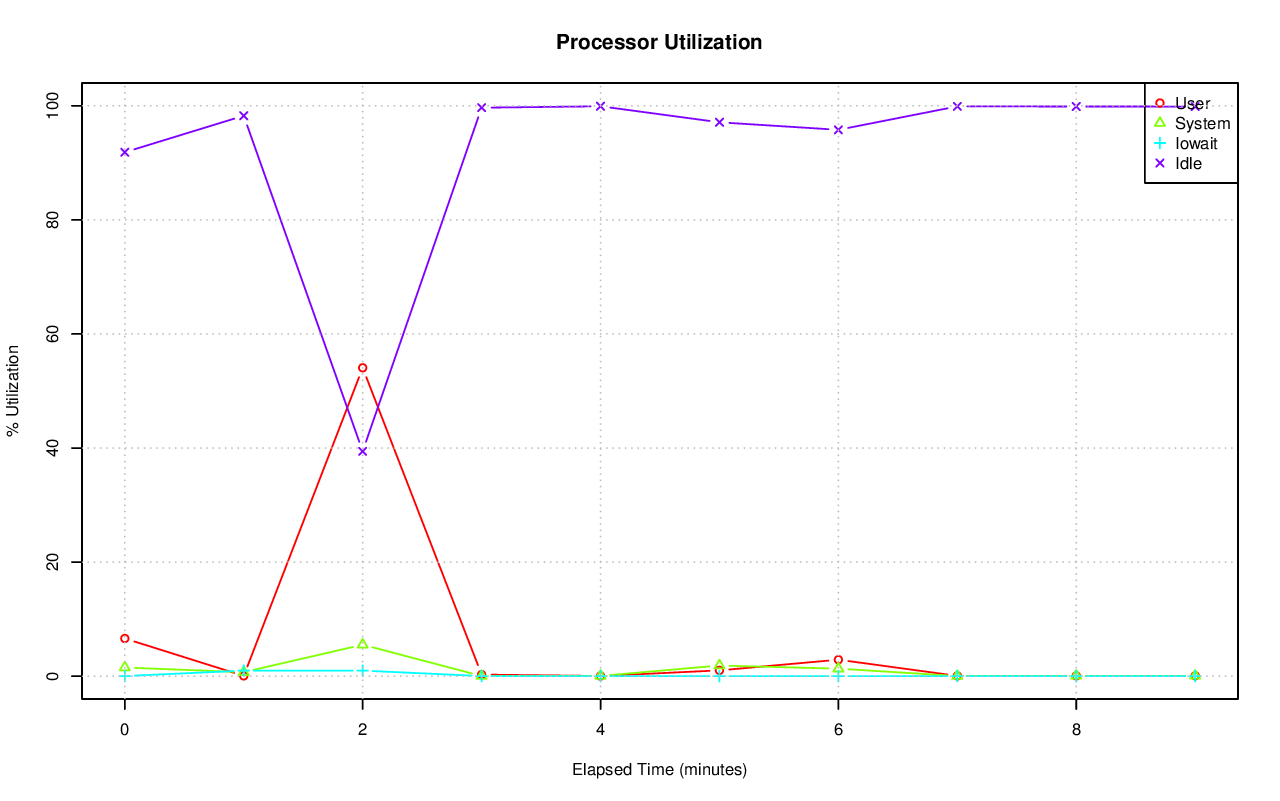 Processor Utilization
100
80
60
40
20
0
% Utilization
User
System
Iowait
Idle
0 2 4 6 8
Elapsed Time (minutes)